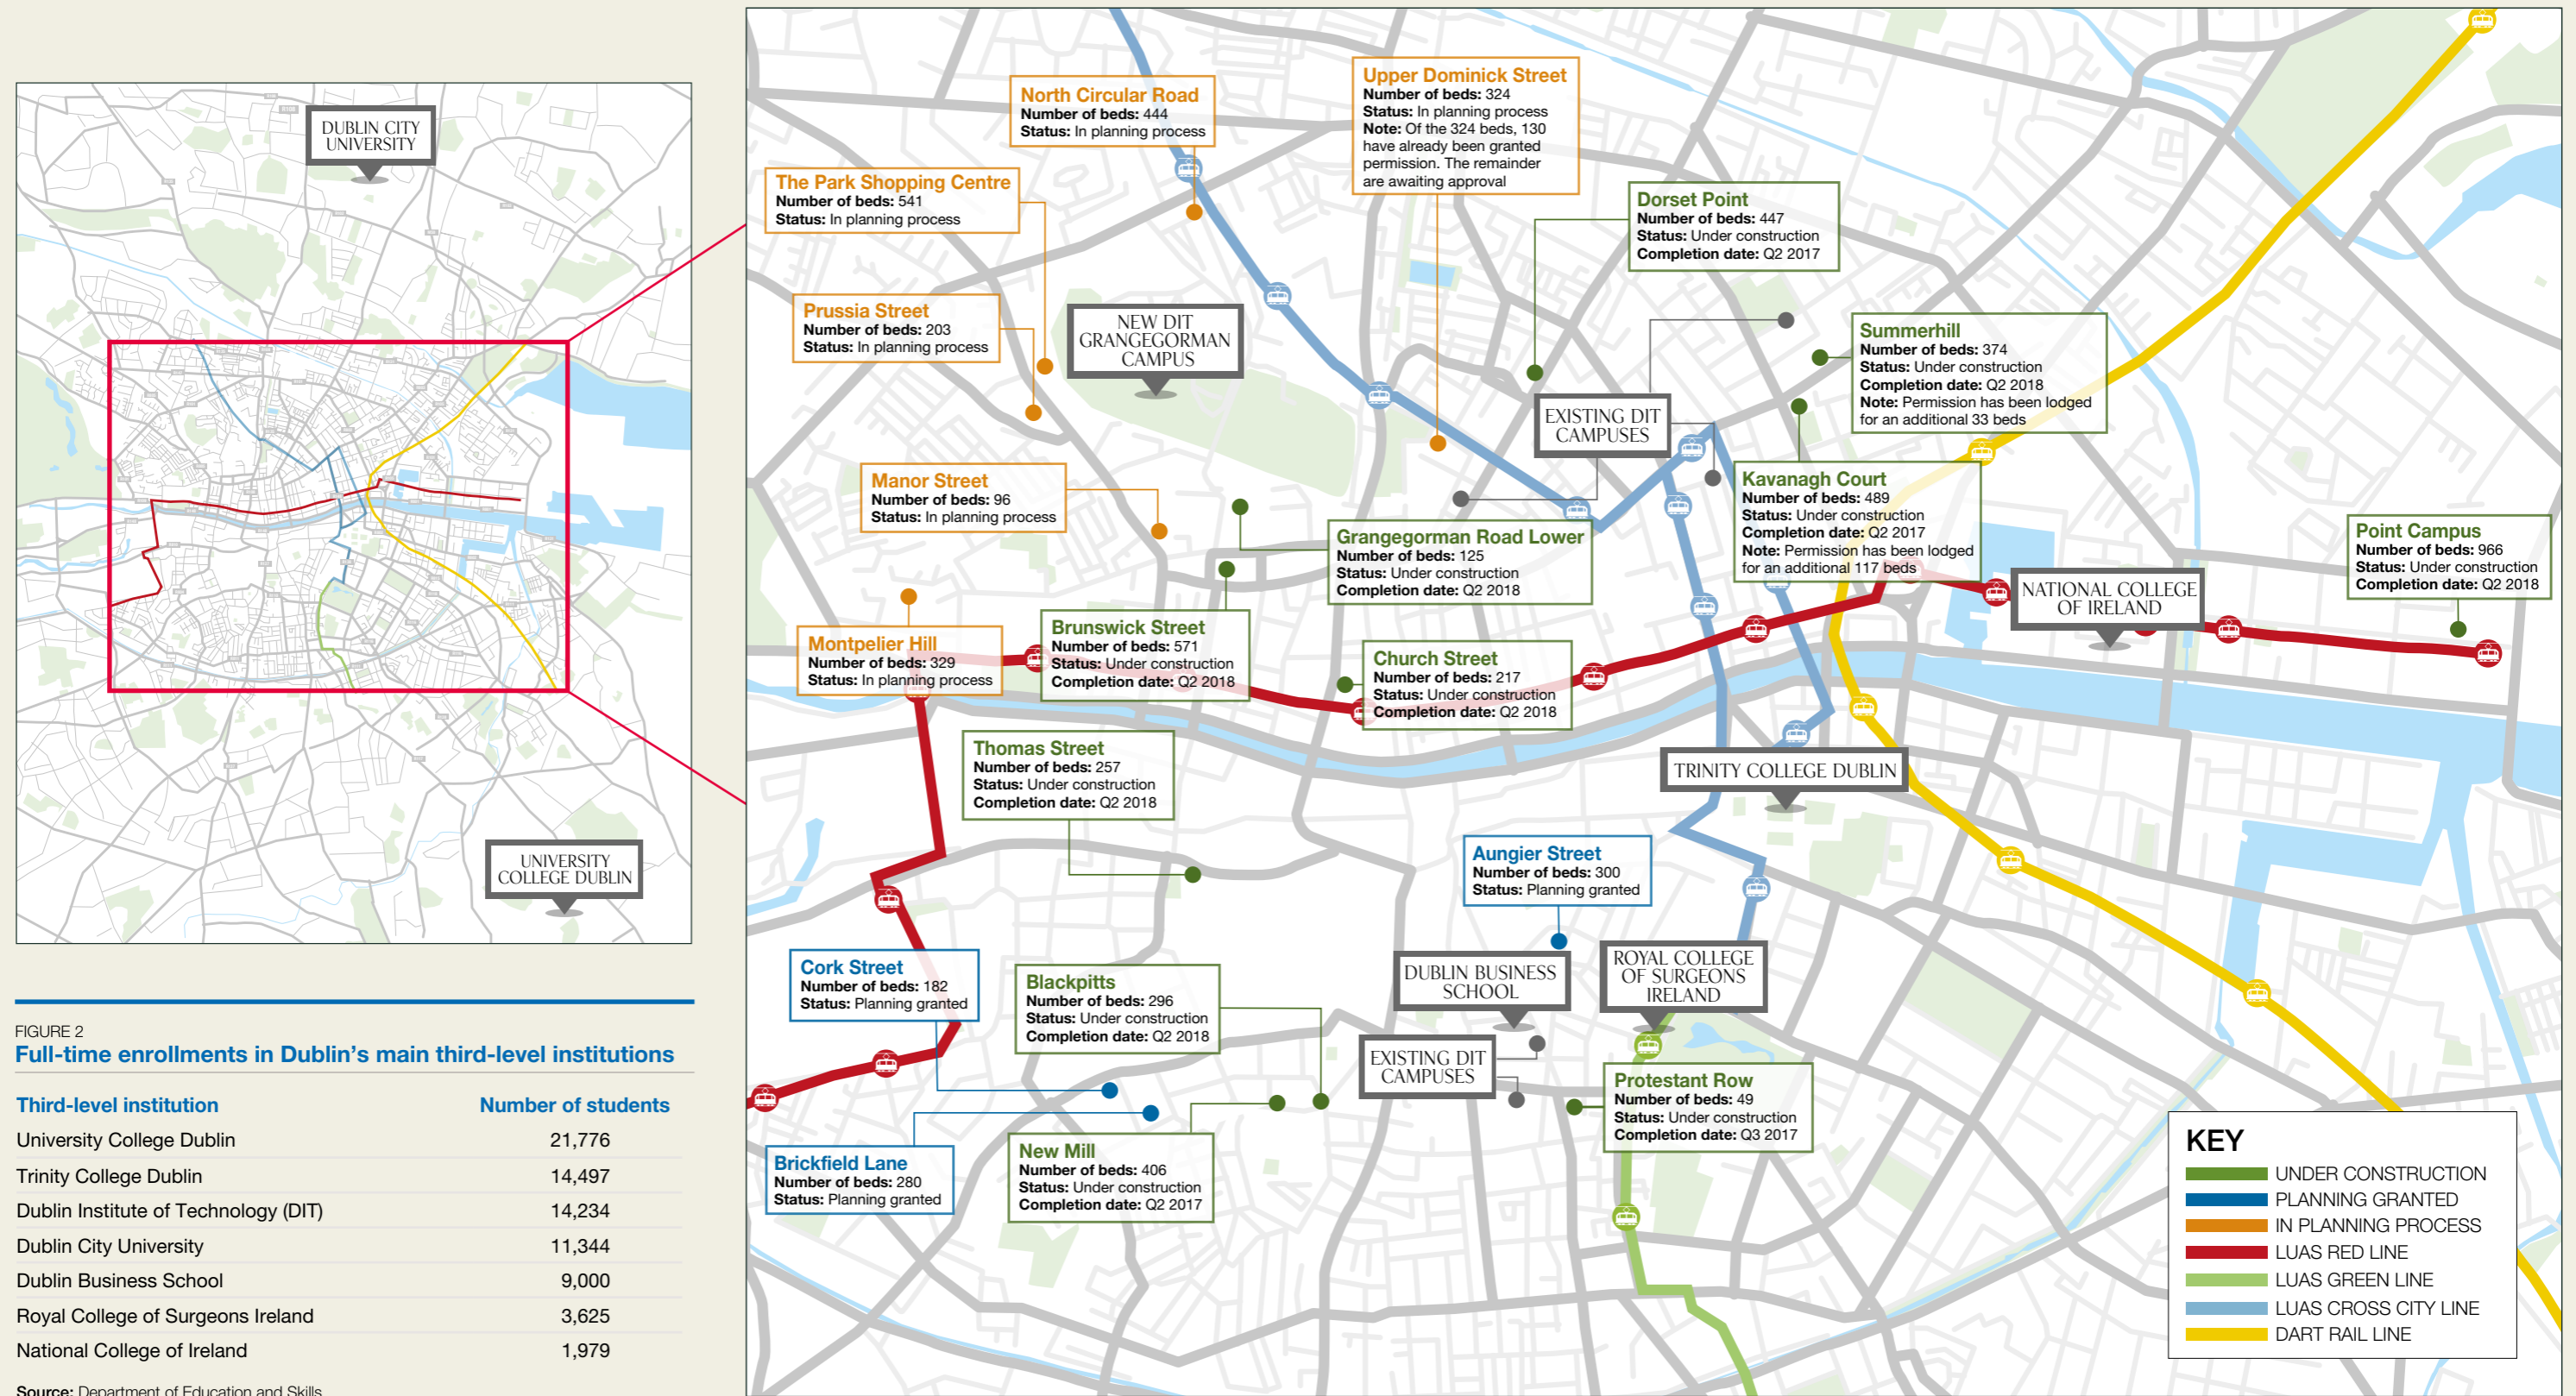 DUBLIN CITY
UNIVERSITY
UNIVERSITY
COLLEGE DUBLIN
FIGURE 2
Full-time enrollments in Dublin's main third-level institutions
Third-level institution Number of students
University College Dublin 21,776
Trinity College Dublin 14,497
Dublin Institute of Technology (DIT) 14,234
Dublin City University 11,344
Dublin Business School 9,000
Royal College of Surgeons Ireland 3,625
National College of Ireland 1,979
Source: Department of Education and Skills
North Circular Road
Number of beds: 444
Status: In planning process
Upper Dominick Street
Number of beds: 324
Status: In planning process
Note: Of the 324 beds, 130
have already been granted
permission. The remainder
are awaiting approval
The Park Shopping Centre
Number of beds: 541
Status: In planning process
Dorset Point
Number of beds: 447
Status: Under construction
Completion date: Q2 2017
Prussia Street
Number of beds: 203
Status: In planning process
NEW DIT
GRANGEGORMAN
CAMPUS
Summerhill
Number of beds: 374
Status: Under construction
Completion date: Q2 2018
Note: Permission has been lodged
for an additional 33 beds
EXISTING DIT
CAMPUSES
Manor Street
Number of beds: 96
Status: In planning process
Kavanagh Court
Number of beds: 489
Status: Under construction
Completion date: Q2 2017
Note: Permission has been lodged
for an additional 117 beds
Grangegorman Road Lower
Number of beds: 125
Status: Under construction
Completion date: Q2 2018
Point Campus
Number of beds: 966
Status: Under construction
Completion date: Q2 2018
NATIONAL COLLEGE
OF IRELAND
Montpelier Hill
Number of beds: 329
Status: In planning process
Brunswick Street
Number of beds: 571
Status: Under construction
Completion date: Q2 2018
Church Street
Number of beds: 217
Status: Under construction
Completion date: Q2 2018
Thomas Street
Number of beds: 257
Status: Under construction
Completion date: Q2 2018
TRINITY COLLEGE DUBLIN
Aungier Street
Number of beds: 300
Status: Planning granted
Cork Street
Number of beds: 182
Status: Planning granted
Blackpitts
Number of beds: 296
Status: Under construction
Completion date: Q2 2018
DUBLIN BUSINESS
SCHOOL
ROYAL COLLEGE
OF SURGEONS
IRELAND
EXISTING DIT
CAMPUSES
Protestant Row
Number of beds: 49
Status: Under construction
Completion date: Q3 2017
Brickfield Lane
Number of beds: 280
Status: Planning granted
New Mill
Number of beds: 406
Status: Under construction
Completion date: Q2 2017
KEY
UNDER CONSTRUCTION
PLANNING GRANTED
IN PLANNING PROCESS
LUAS RED LINE
LUAS GREEN LINE
LUAS CROSS CITY LINE
DART RAIL LINE